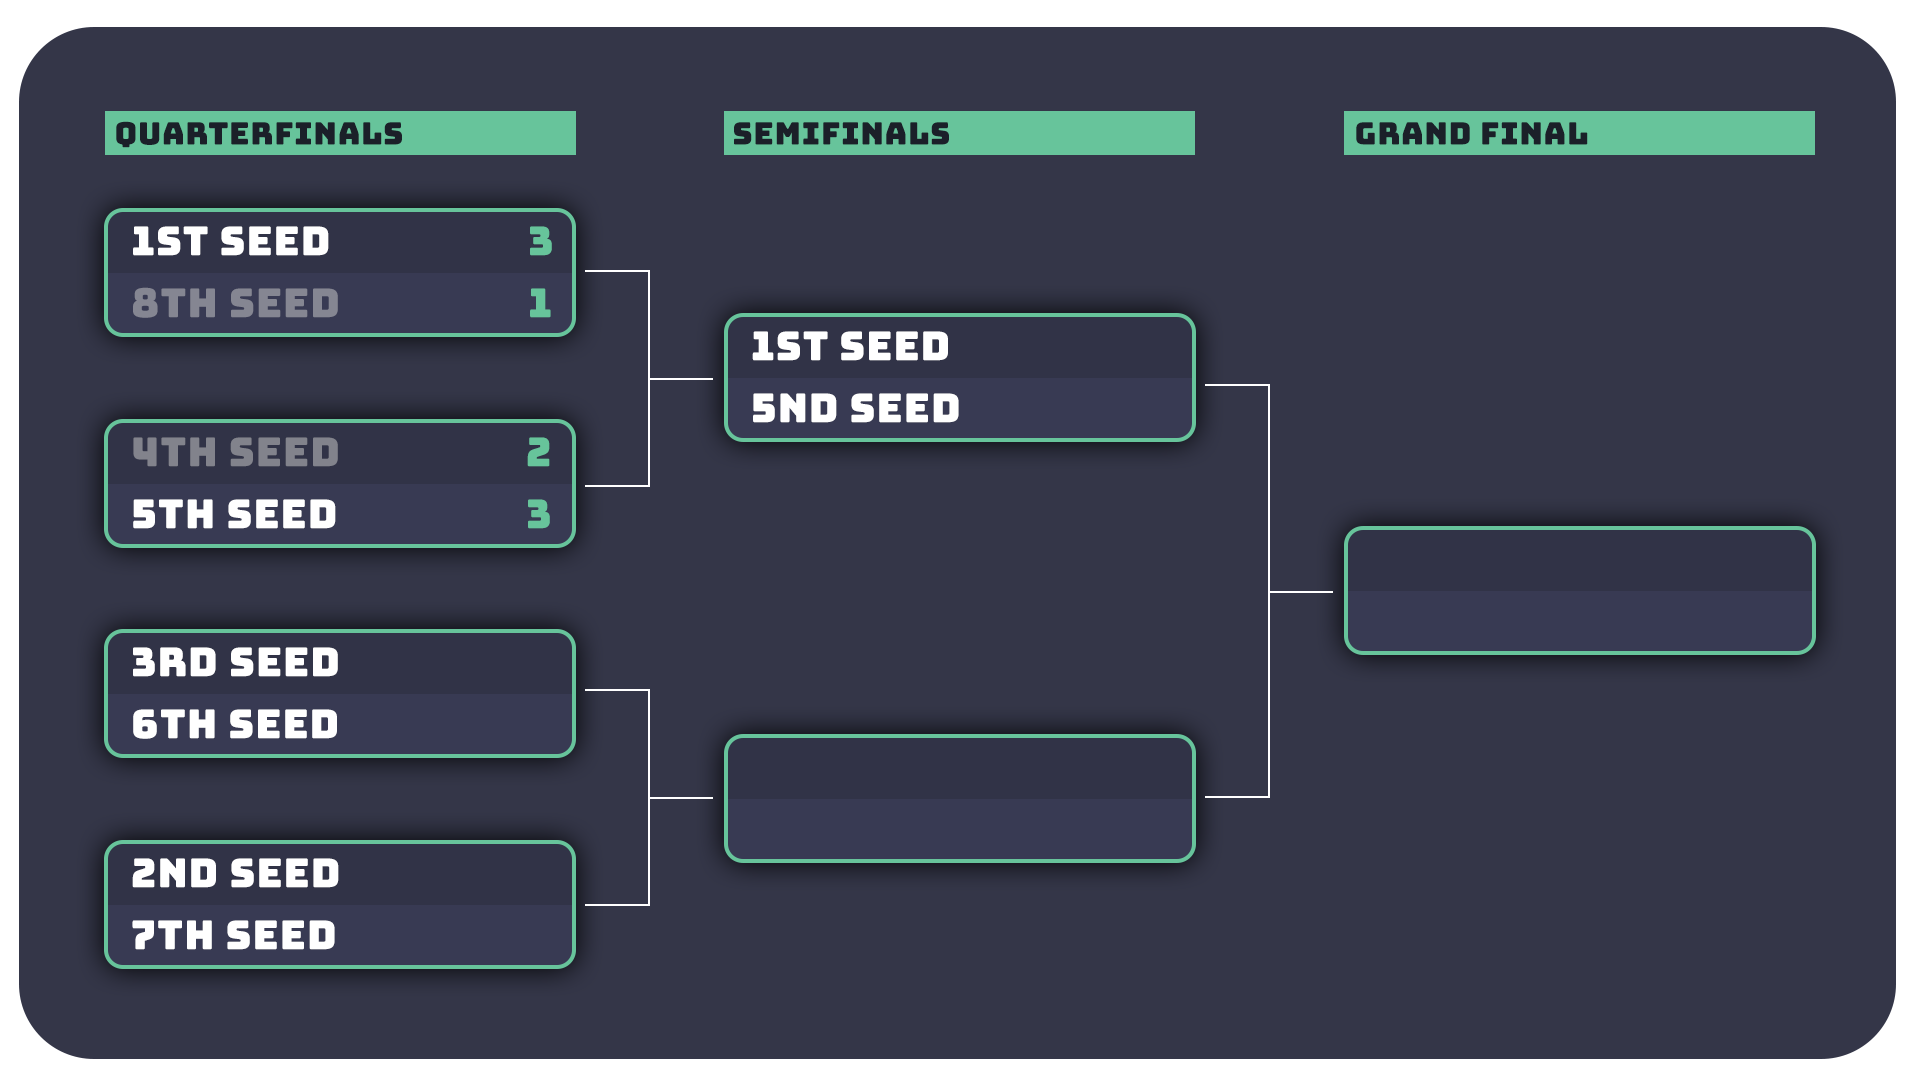 QUARTERFINALS
1ST SEED 3
8TH SEED 1
4TH SEED 2
5TH SEED 3
3RD SEED
6TH SEED
2ND SEED
7TH SEED
SEMIFINALS
1ST SEED
5ND SEED
GRAND FINAL